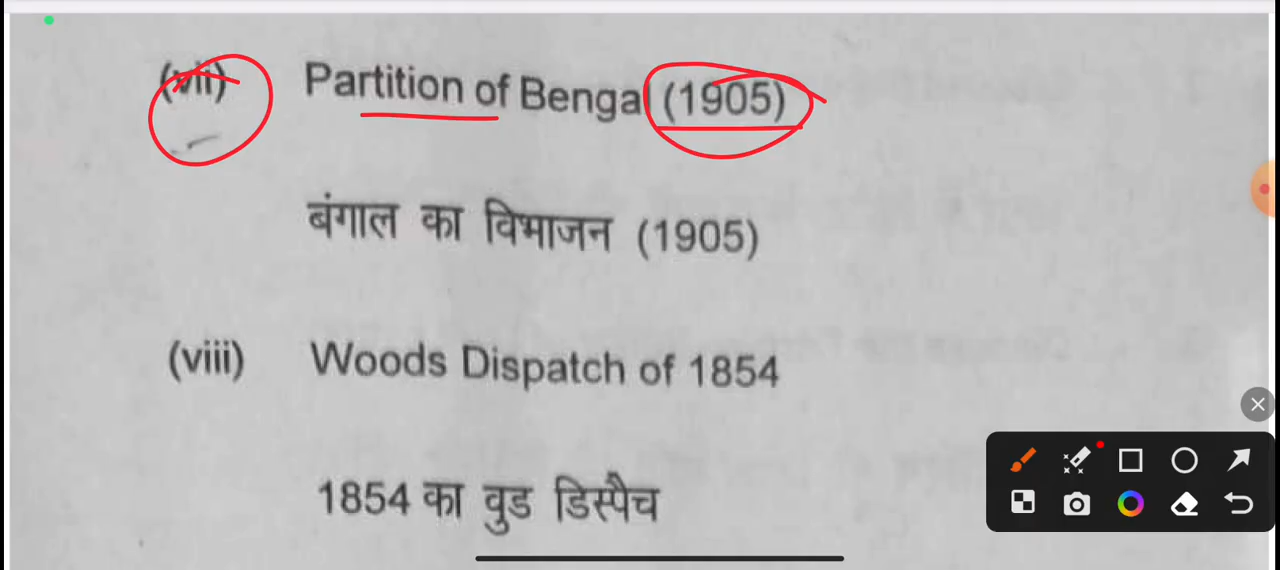 (vii) Partition of Bengal (1905)
बंगाल का विभाजन (1905)
(viii) Woods Dispatch of 1854
1854 का वुड डिस्पैच